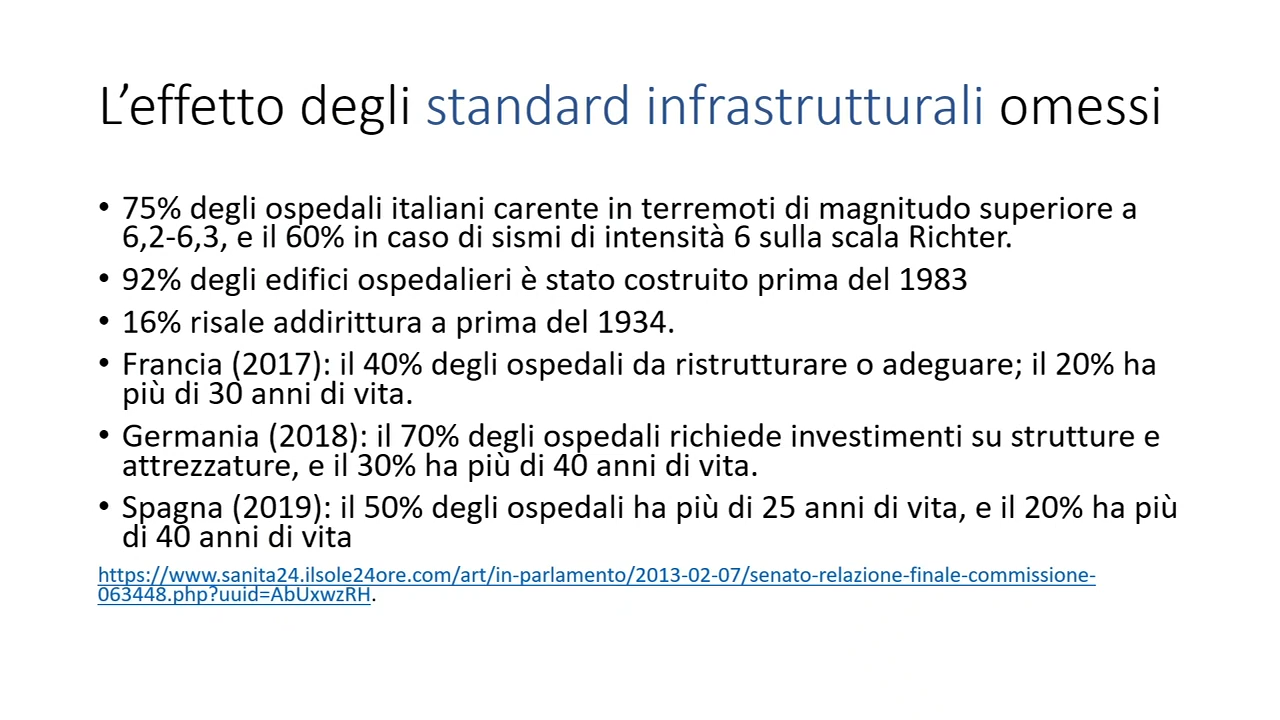 L’effetto degli standard infrastrutturali omessi
• 75% degli ospedali italiani carente in terremoti di magnitudo superiore a
6,2-6,3, e il 60% in caso di sismi di intensità 6 sulla scala Richter.
• 92% degli edifici ospedalieri è stato costruito prima del 1983
• 16% risale addirittura a prima del 1934.
• Francia (2017): il 40% degli ospedali da ristrutturare o adeguare; il 20% ha
più di 30 anni di vita.
• Germania (2018): il 70% degli ospedali richiede investimenti su strutture e
attrezzature, e il 30% ha più di 40 anni di vita.
• Spagna (2019): il 50% degli ospedali ha più di 25 anni di vita, e il 20% ha più
di 40 anni di vita
https://www.sanita24.ilsole24ore.com/art/in-parlamento/2013-02-07/senato-relazione-finale-commissione-
063448.php?uuid=AbUxwzRH.